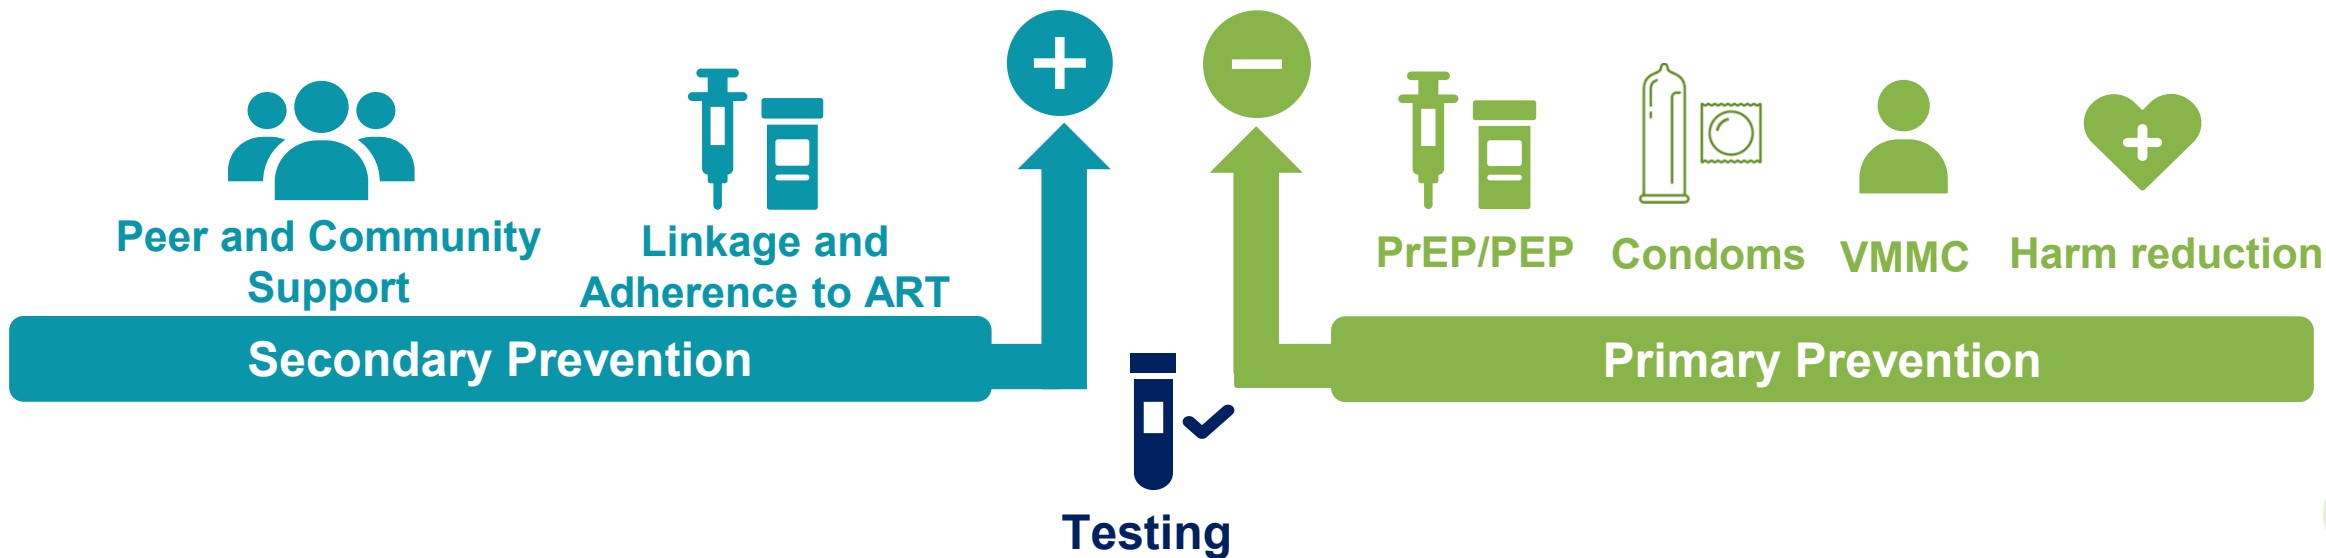 Peer and Community
Support
Linkage and
Adherence to ART
Secondary Prevention
PrEP/PEP
Condoms
VMMC
Harm reduction
Primary Prevention
Testing